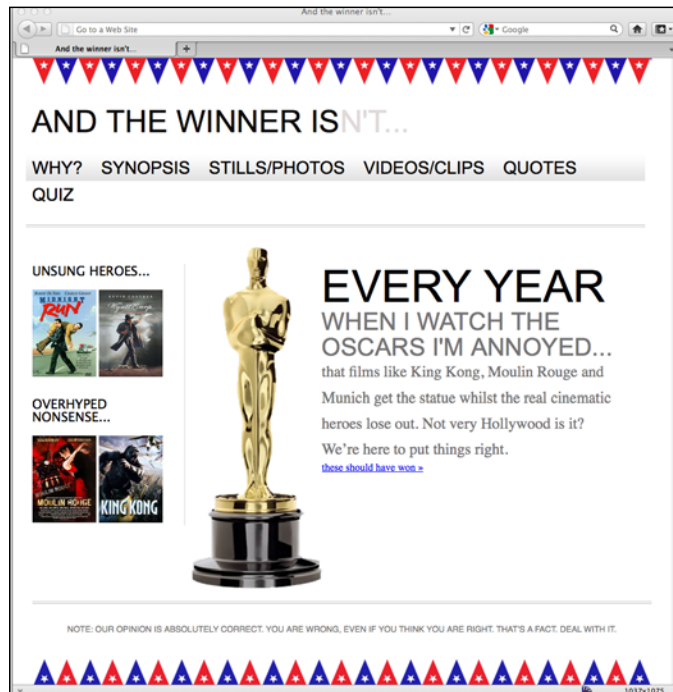 And the winner isn't...
Go to a Web Site
Google
And the winner isn't...
AND THE WINNER ISN'T...
WHY? SYNOPSIS STILLS/PHOTOS VIDEOS/CLIPS QUOTES
QUIZ
UNSUNG HEROES...
MIDNIGHT
RUN
Wyatt Earp
OVERHYPED
NONSENSE...
MOULIN ROUGE
KING KONG
EVERY YEAR
WHEN I WATCH THE
OSCARS I'M ANNOYED...
that films like King Kong, Moulin Rouge and
Munich get the statue whilst the real cinematic
heroes lose out. Not very Hollywood is it?
We're here to put things right.
these should have won »
NOTE: OUR OPINION IS ABSOLUTELY CORRECT. YOU ARE WRONG, EVEN IF YOU THINK YOU ARE RIGHT. THAT'S A FACT. DEAL WITH IT.
1037×1075